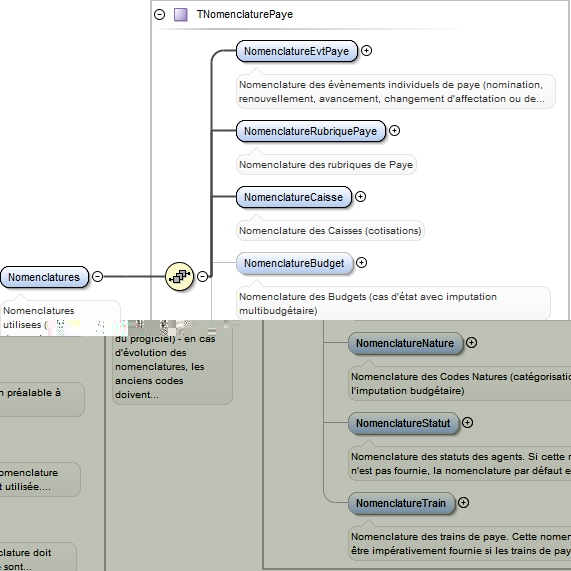 TNomenclaturePaye
NomenclatureEvtPaye
Nomenclature des évènements individuels de paye (nomination,
renouvellement, avancement, changement d'affectation ou de...
NomenclatureRubriquePaye
Nomenclature des rubriques de Paye
NomenclatureCaisse
Nomenclature des Caisses (cotisations)
NomenclatureBudget
Nomenclature des Budgets (cas d'état avec imputation
multibudgétaire)
Nomenclatures
Nomenclatures
utilisees (
du progiciel) - en cas
d'évolution des
nomenclatures, les
anciens codes
doivent...
n préalable à
omenclature
t utilisée....
lature doit
sont...
NomenclatureNature
Nomenclature des Codes Natures (catégorisatio
l'imputation budgétaire)
NomenclatureStatut
Nomenclature des statuts des agents. Si cette n
n'est pas fournie, la nomenclature par défaut e
NomenclatureTrain
Nomenclature des trains de paye. Cette nomen
être impérativement fournie si les trains de pay